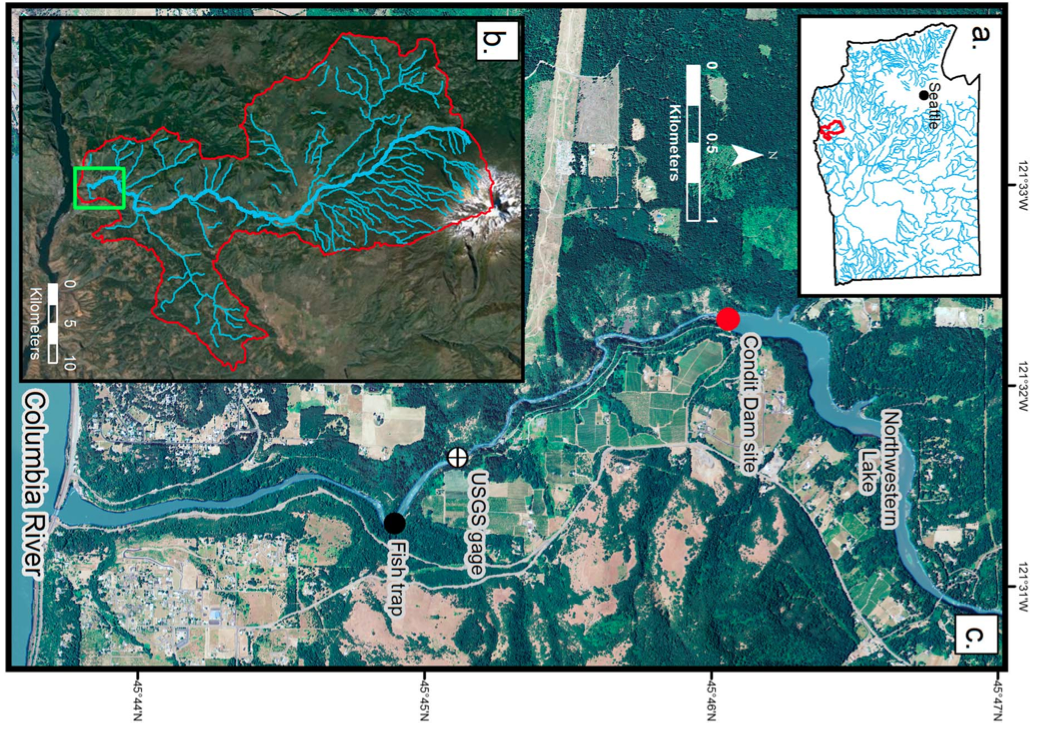 a.
Seattle
b.
0 5 10
Kilometers
c.
0 0.5 1
Kilometers
N
121°33'W
121°32'W
121°31'W
45°47'N
45°46'N
45°45'N
45°44'N
Northwestern
Lake
Condit Dam site
USGS gage
Fish trap
Columbia River